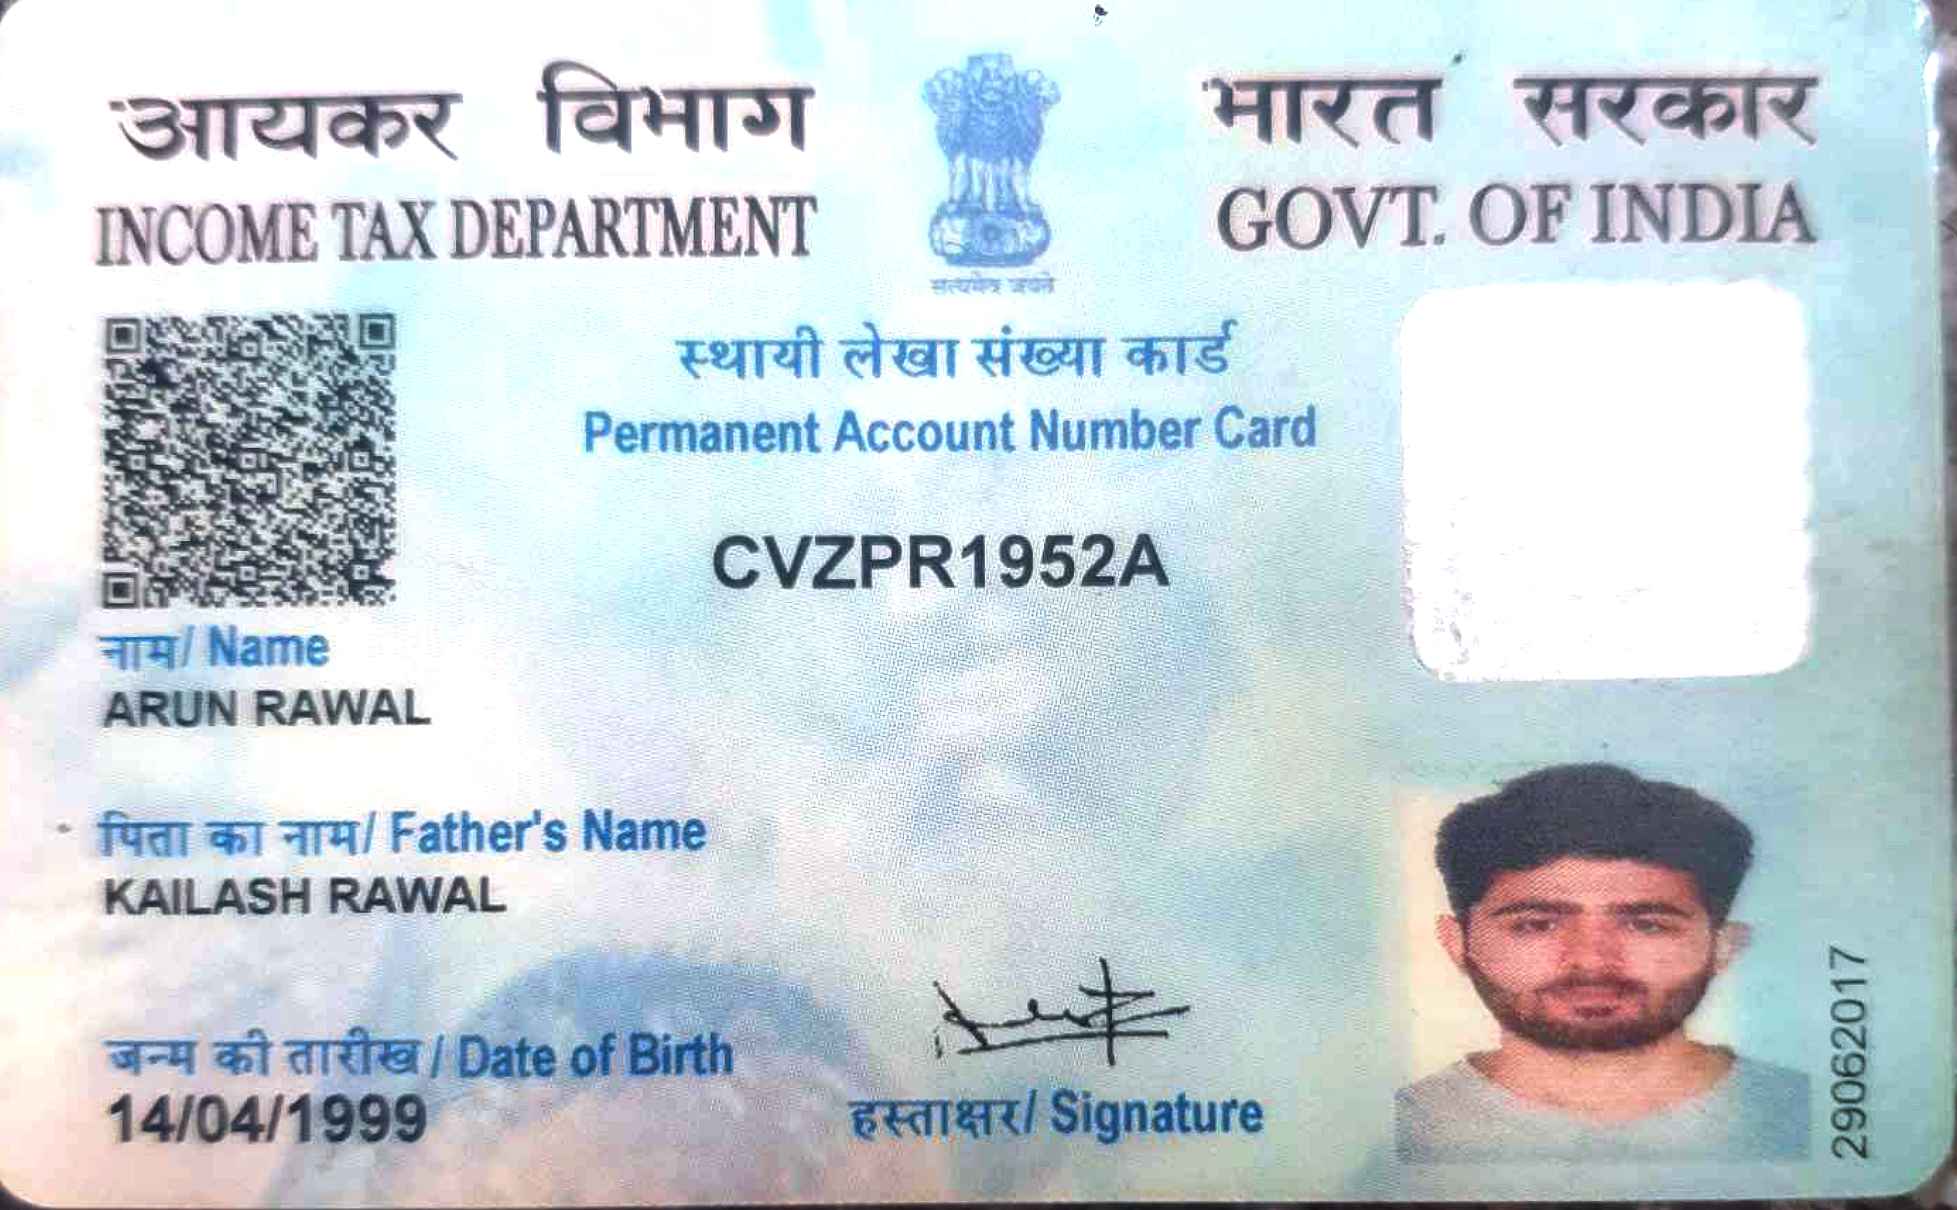 आयकर विभाग
INCOME TAX DEPARTMENT
सत्यमेव जयते
भारत सरकार
GOVT. OF INDIA
स्थायी लेखा संख्या कार्ड
Permanent Account Number Card
CVZPR1952A
नाम/ Name
ARUN RAWAL
पिता का नाम/ Father's Name
KAILASH RAWAL
जन्म की तारीख / Date of Birth
14/04/1999
हस्ताक्षर/ Signature
29062017